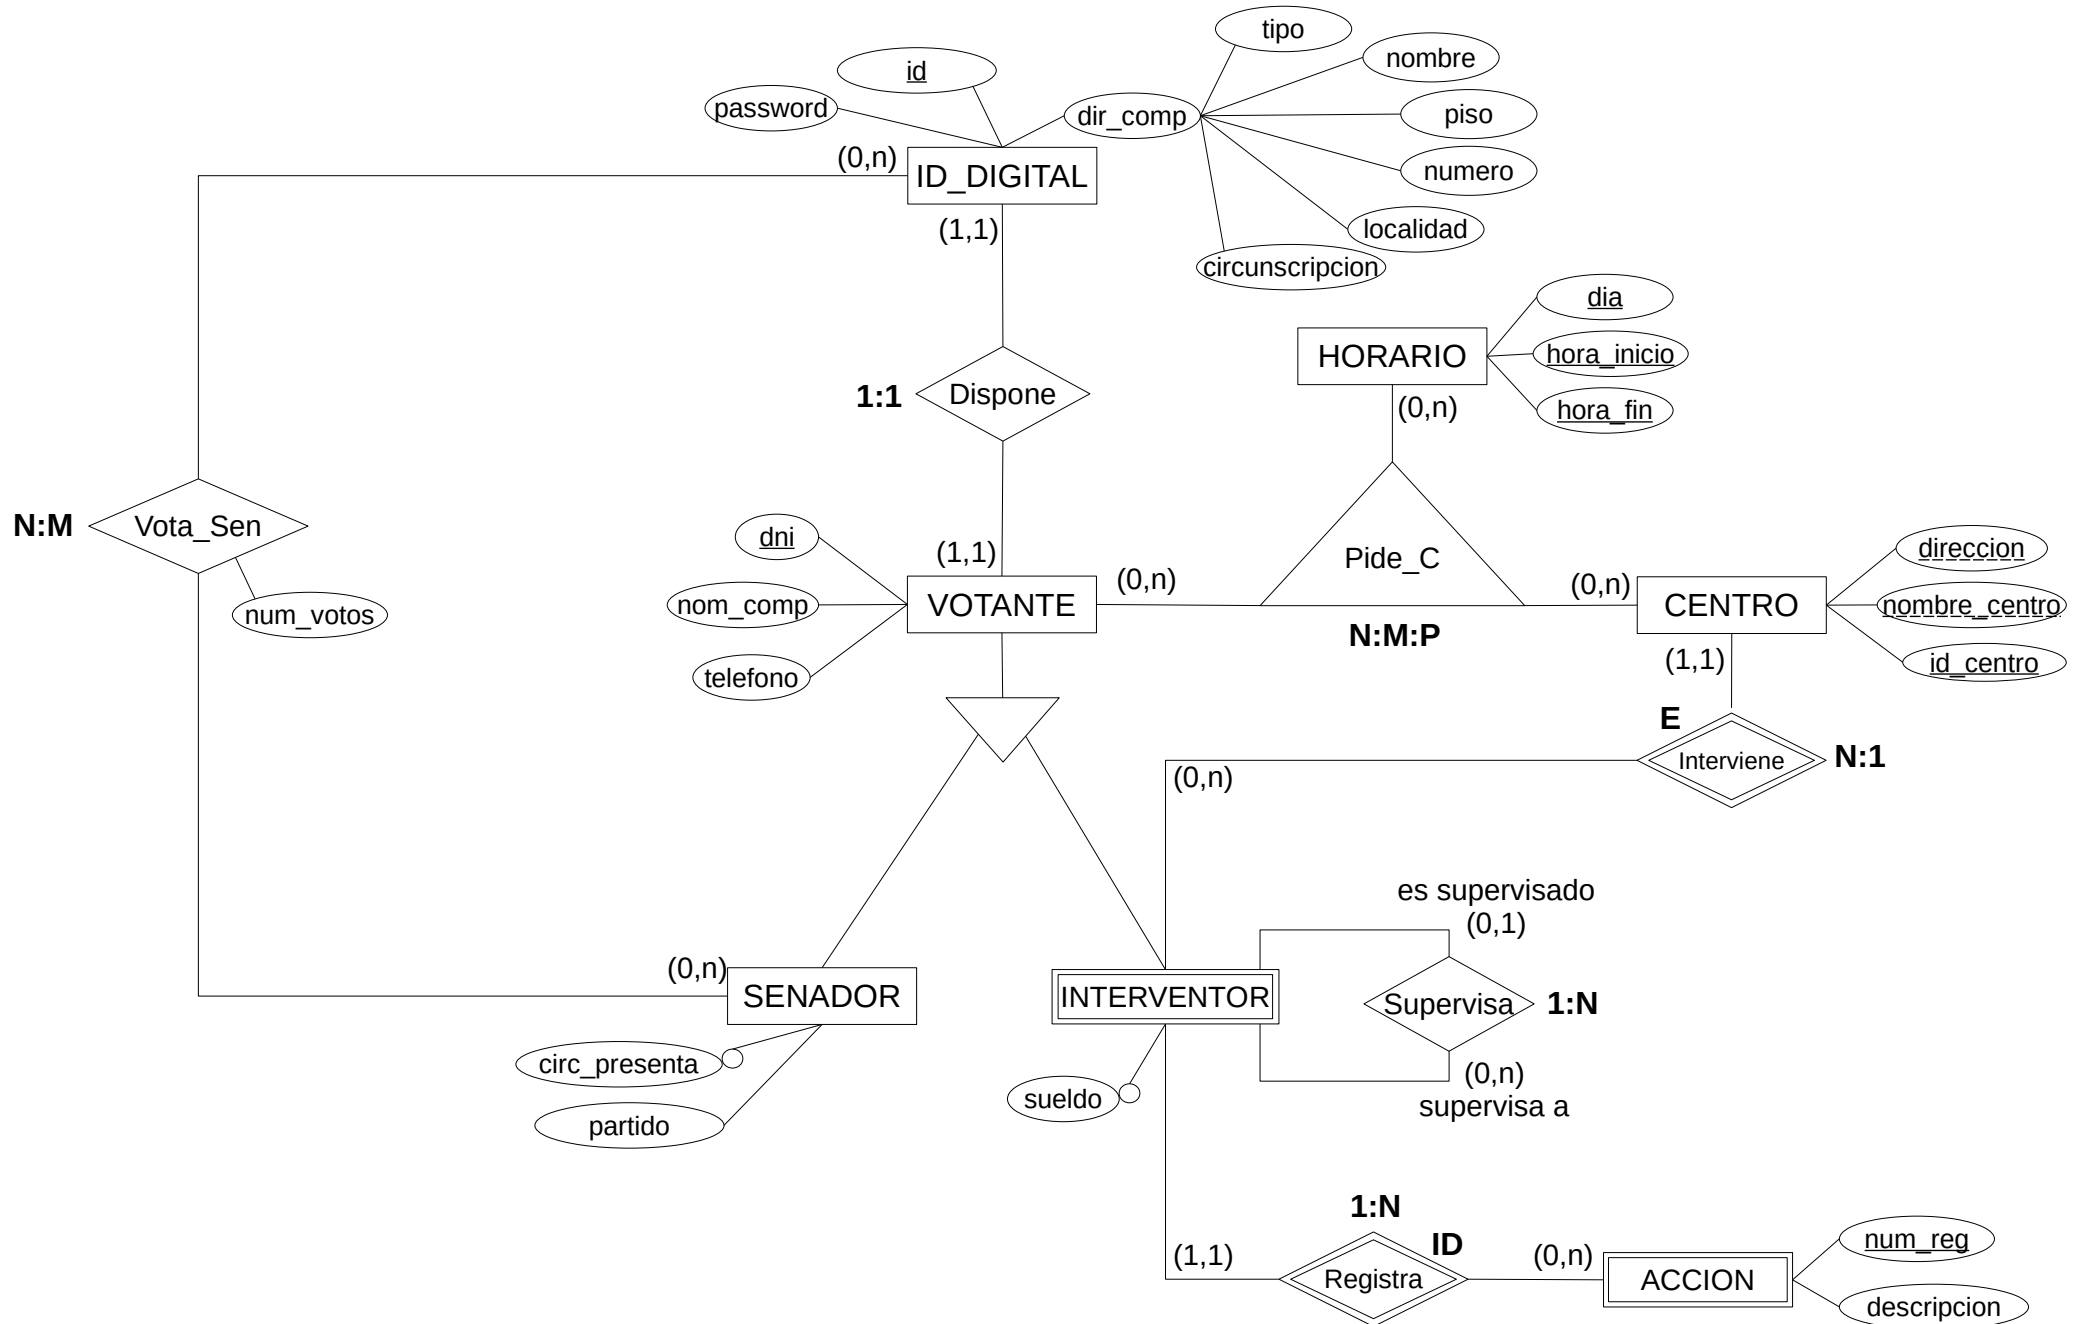 tipo
id
nombre
password
dir_comp
piso
(0,n)
ID_DIGITAL
numero
(1,1)
localidad
circunscripcion
dia
HORARIO
hora_inicio
1:1
Dispone
(0,n)
hora_fin
N:M
Vota_Sen
dni
(1,1)
Pide_C
direccion
num_votos
nom_comp
VOTANTE
(0,n)
(0,n)
CENTRO
nombre_centro
N:M:P
telefono
(1,1)
id_centro
E
Interviene
N:1
(0,n)
es supervisado
(0,1)
(0,n)
SENADOR
INTERVENTOR
Supervisa
1:N
circ_presenta
sueldo
(0,n)
supervisa a
partido
1:N
ID
(1,1)
Registra
(0,n)
ACCION
num_reg
descripcion